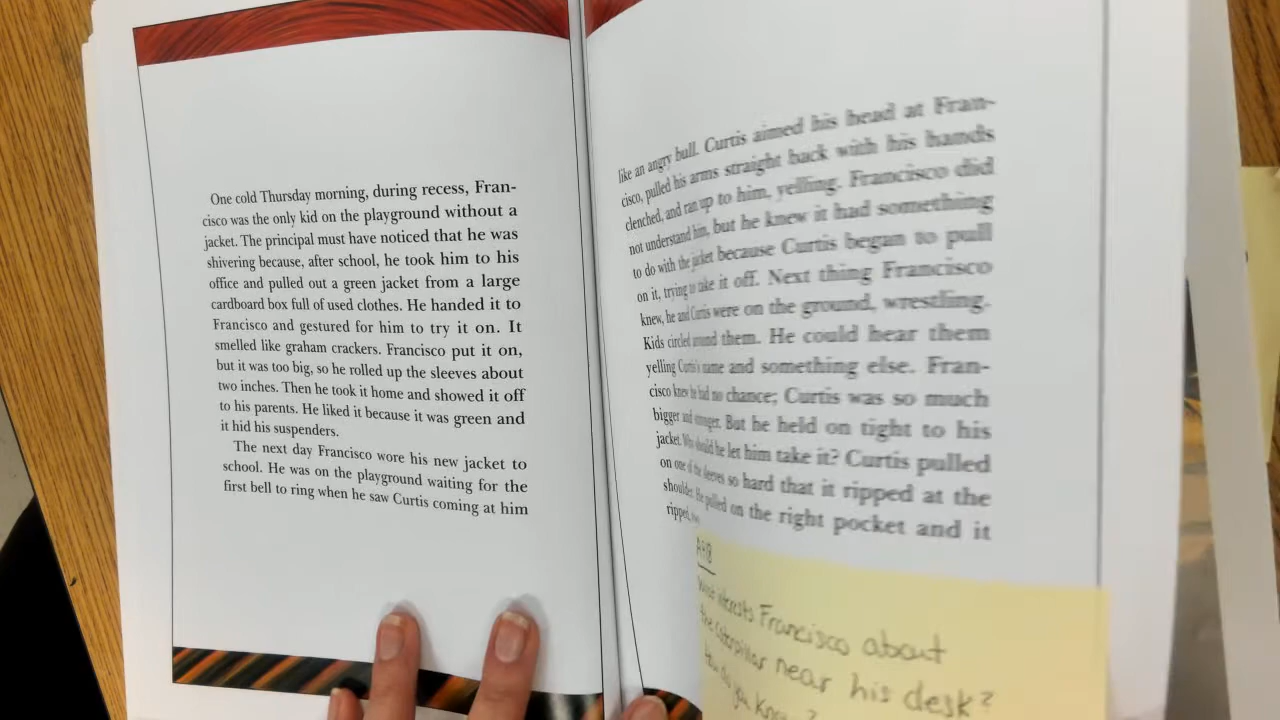 One cold Thursday morning, during recess, Fran-
cisco was the only kid on the playground without a
jacket. The principal must have noticed that he was
shivering because, after school, he took him to his
office and pulled out a green jacket from a large
cardboard box full of used clothes. He handed it to
Francisco and gestured for him to try it on. It
smelled like graham crackers. Francisco put it on,
but it was too big, so he rolled up the sleeves about
two inches. Then he took it home and showed it off
to his parents. He liked it because it was green and
it hid his suspenders.
The next day Francisco wore his new jacket to
school. He was on the playground waiting for the
first bell to ring when he saw Curtis coming at him
like an angry bull. Curtis aimed his head at Fran-
cisco, pulled his arms straight back with his hands
clenched, and ran up to him, yelling. Francisco did
not understand him, but he knew it had something
to do with the jacket because Curtis began to pull
on it, trying to take it off. Next thing Francisco
knew, he and Curtis were on the ground, wrestling.
Kids circled around them. He could hear them
yelling Curtis's name and something else. Fran-
cisco knew he had no chance; Curtis was so much
bigger and stronger. But he held on tight to his
jacket. Why should he let him take it? Curtis pulled
on one of the sleeves so hard that it ripped at the
shoulder. He pulled on the right pocket and it
ripped,
What interests Francisco about
the caterpillar near his desk?
How do you know?